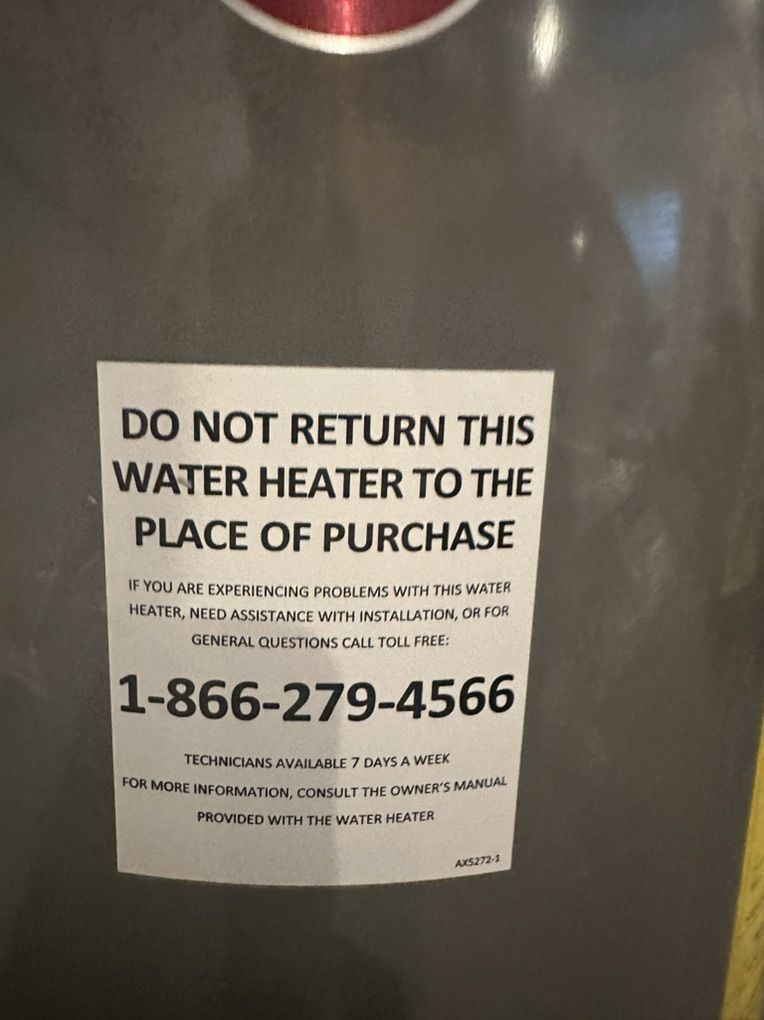 DO NOT RETURN THIS
WATER HEATER TO THE
PLACE OF PURCHASE
IF YOU ARE EXPERIENCING PROBLEMS WITH THIS WATER
HEATER, NEED ASSISTANCE WITH INSTALLATION, OR FOR
GENERAL QUESTIONS CALL TOLL FREE:
1-866-279-4566
TECHNICIANS AVAILABLE 7 DAYS A WEEK
FOR MORE INFORMATION, CONSULT THE OWNER'S MANUAL
PROVIDED WITH THE WATER HEATER
AX5272-1